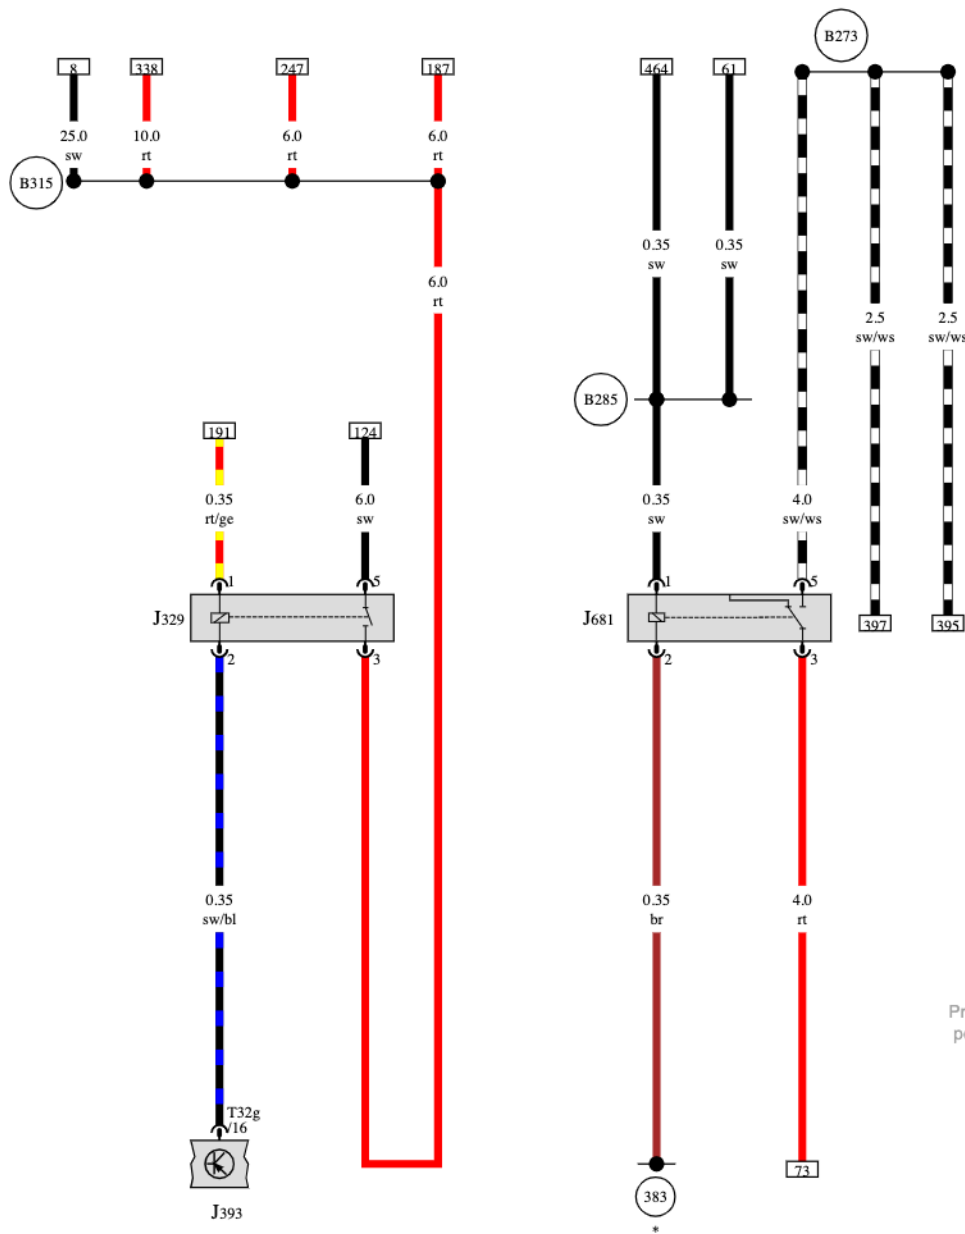 B273
8 338 247 187 464 61
25.0 10.0 6.0 6.0
sw rt rt rt
B315
0.35 0.35
sw sw
6.0
rt
2.5 2.5
sw/ws sw/ws
B285
191 124
0.35 6.0 0.35 4.0
rt/ge sw sw sw/ws
1 5 1 5
J329 J681 397 395
2 3 2 3
0.35 0.35 4.0
sw/bl br rt
Pr
po
T32g
/16
73
383
J393
*